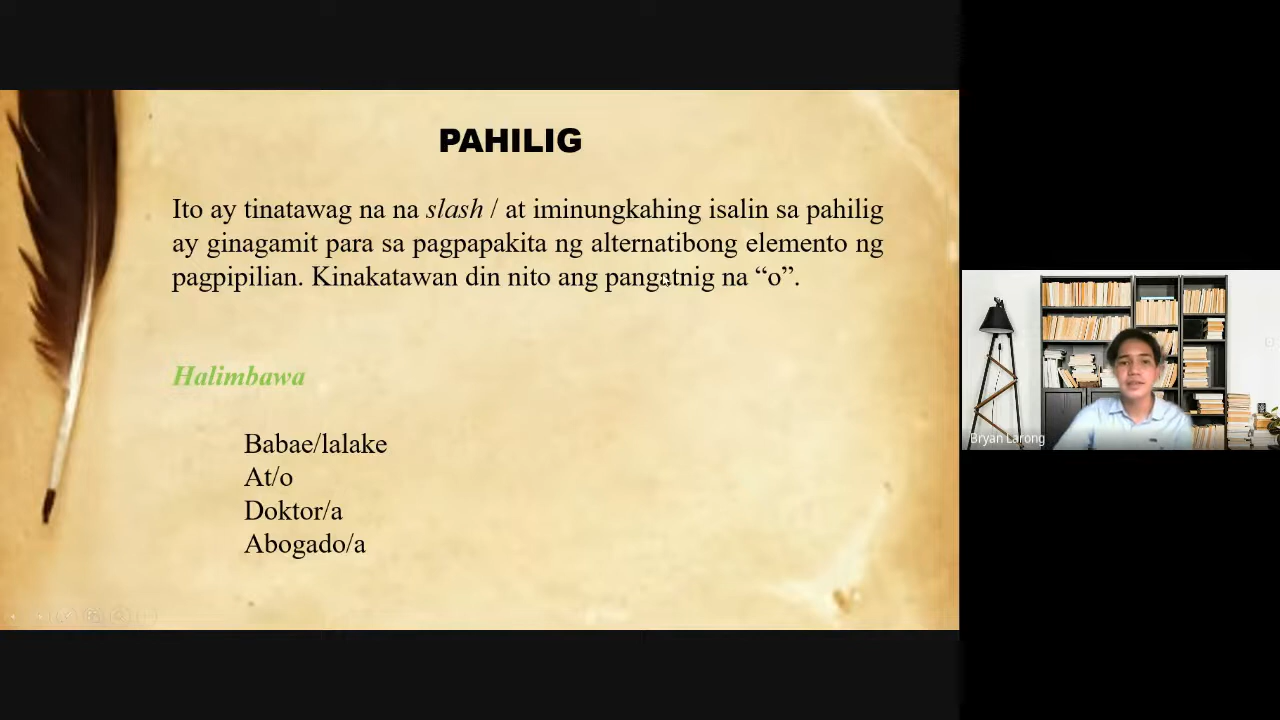 PAHILIG
Ito ay tinatawag na na slash / at iminungkahing isalin sa pahilig
ay ginagamit para sa pagpapakita ng alternatibong elemento ng
pagpipilian. Kinakatawan din nito ang pangatnig na “o”.
Halimbawa
Babae/lalake
At/o
Doktor/a
Abogado/a
Bryan Larong